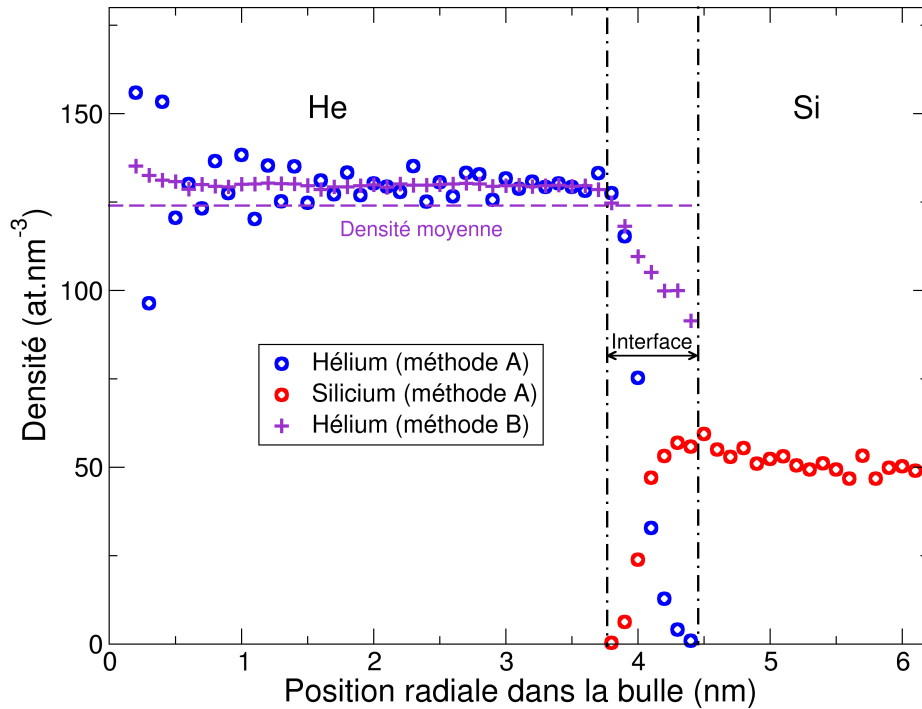 He
Si
Densité moyenne
Interface
Hélium (méthode A)
Silicium (méthode A)
Hélium (méthode B)
Densité (at.nm-3)
150
100
50
0
0 1 2 3 4 5 6
Position radiale dans la bulle (nm)